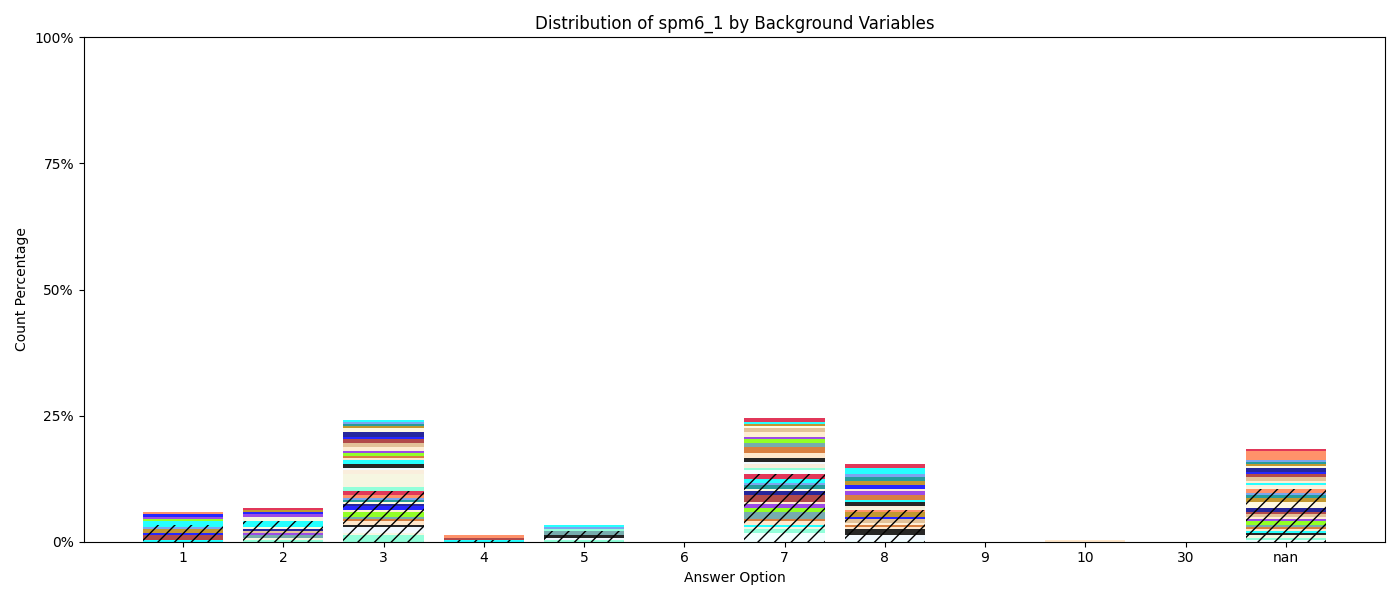 Distribution of spm6_1 by Background Variables
100%
75%
50%
25%
0%
Count Percentage
1 2 3 4 5 6 7 8 9 10 30 nan
Answer Option